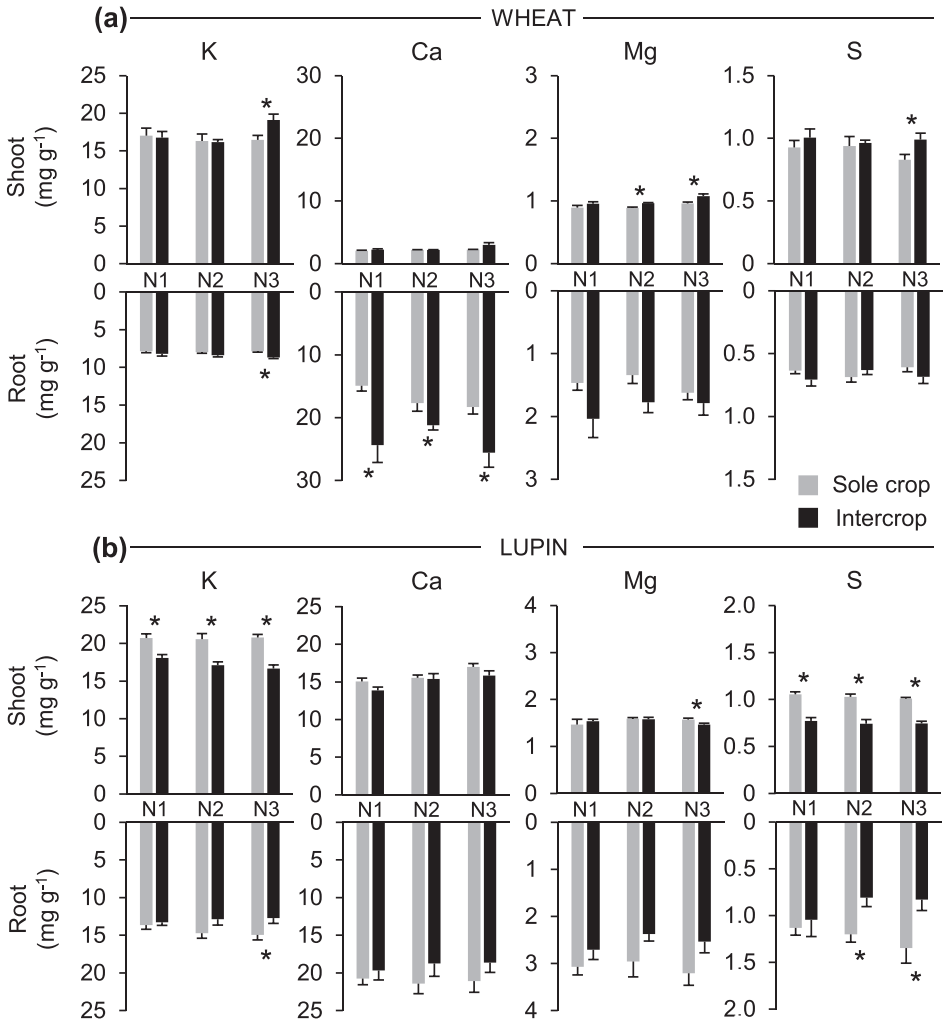 (a) WHEAT
K Ca Mg S
Shoot
(mg g-1)
25 30 3 1.5
20 20 2 1.0
15
10 10 1 0.5
5
0 0 0 0
* * * *
N1 N2 N3 N1 N2 N3 N1 N2 N3 N1 N2 N3
Root
(mg g-1)
0 0 0 0
5
10 10 1 0.5
15
20 20 2 1.0
25 30 3 1.5
* * * *
Sole crop
Intercrop
(b) LUPIN
K Ca Mg S
Shoot
(mg g-1)
25 25 4 2.0
20 20 3 1.5
15 15
10 10 2 1.0
5 5 1 0.5
0 0 0 0
* * * * * * *
N1 N2 N3 N1 N2 N3 N1 N2 N3 N1 N2 N3
Root
(mg g-1)
0 0 0 0
5 5 1 0.5
10 10 2 1.0
15 15
20 20 3 1.5
25 25 4 2.0
* * *